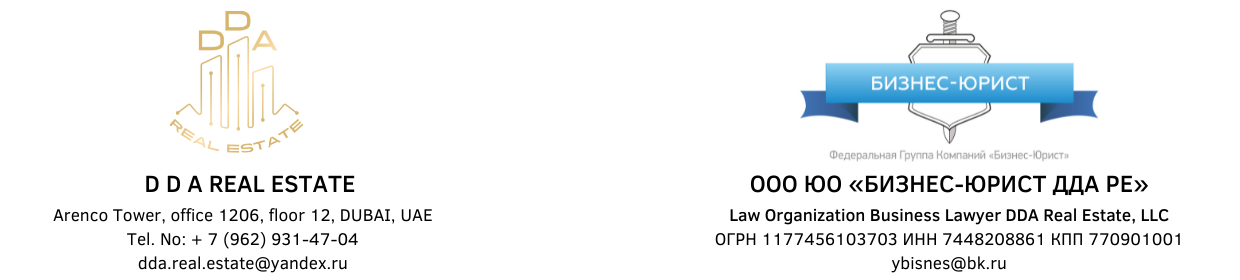 D D A
REAL ESTATE
D D A REAL ESTATE
Arenco Tower, office 1206, floor 12, DUBAI, UAE
Tel. No: + 7 (962) 931-47-04
dda.real.estate@yandex.ru
БИЗНЕС-ЮРИСТ
Федеральная Группа Компаний «Бизнес-Юрист»
ООО ЮО «БИЗНЕС-ЮРИСТ ДДА РЕ»
Law Organization Business Lawyer DDA Real Estate, LLC
ОГРН 1177456103703 ИНН 7448208861 КПП 770901001
ybisnes@bk.ru